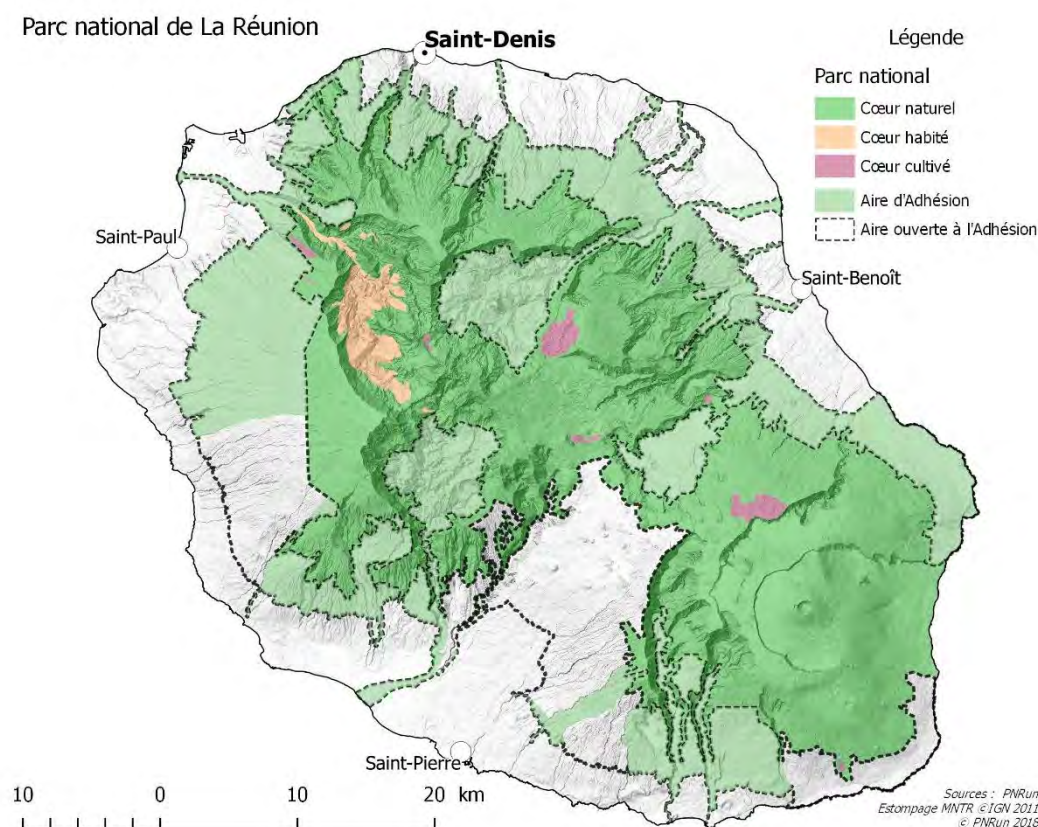 Parc national de La Réunion
Saint-Denis
Légende
Parc national
Cœur naturel
Cœur habité
Cœur cultivé
Aire d'Adhésion
Aire ouverte à l'Adhésion
Saint-Paul
Saint-Benoît
Saint-Pierre
10 0 10 20 km
Sources : PNRun
Estompage MNTR ©IGN 2011
© PNRun 2018